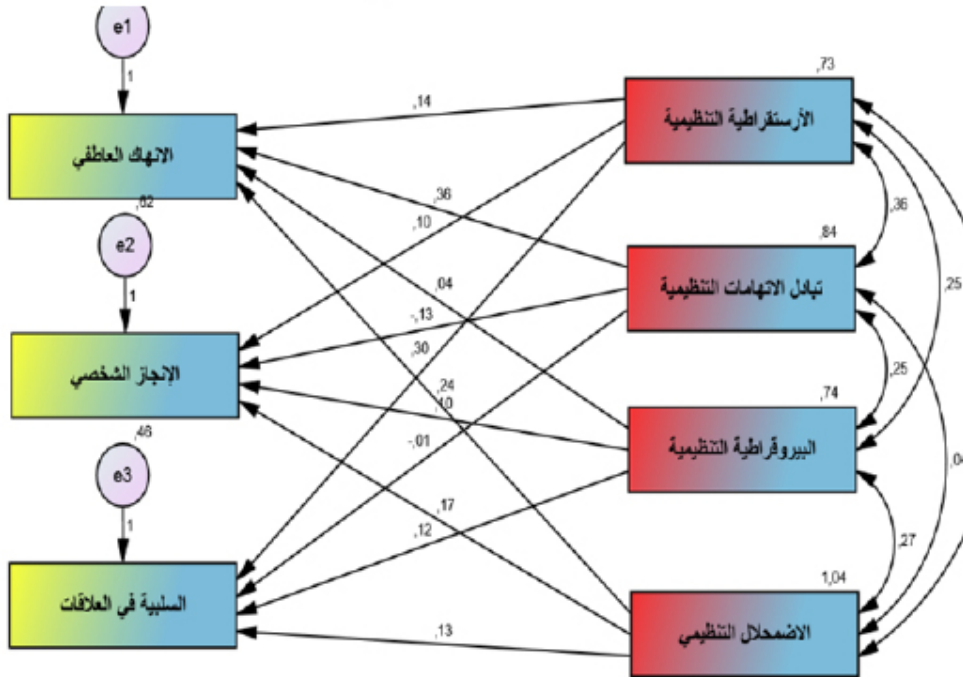 e1
1
,73
,14
الأرستقراطية التنظيمية
الانهاك العاطفي
,62
,36
,36
,10
e2
,84
,04
تبادل الاتهامات التنظيمية
,25
1
-,13
,30
,25
الإنجاز الشخصي
,24
,10
,74
,46
-,01
البيروقراطية التنظيمية
,04
e3
,17
1
,12
,27
1,04
السلبية في العلاقات
,13
الاضمحلال التنظيمي